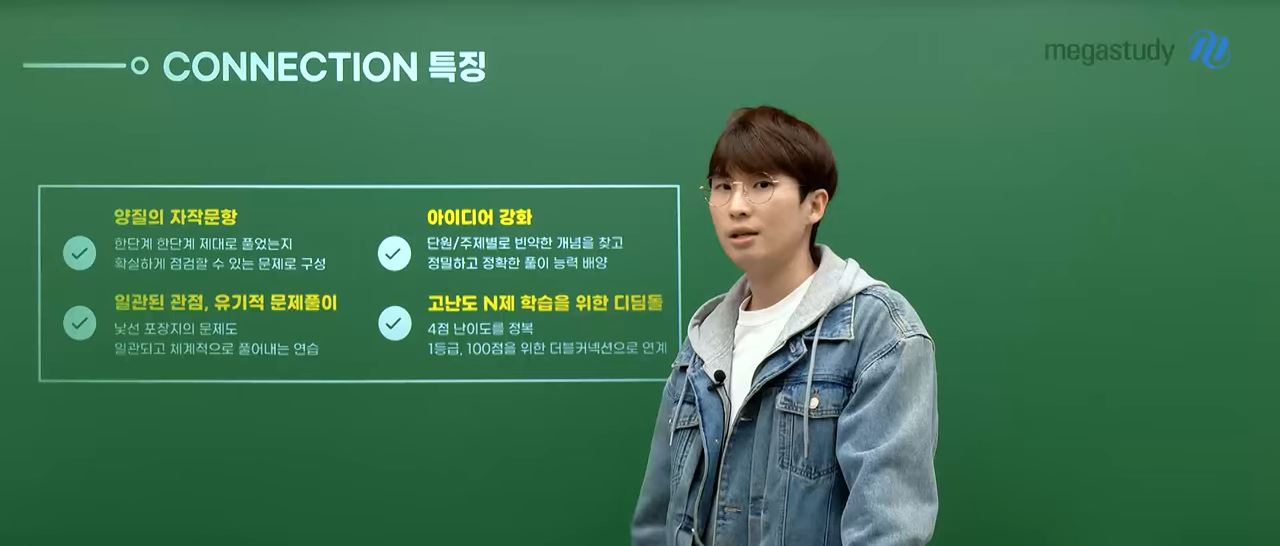 CONNECTION 특징
megastudy
양질의 자작문항
한단계 한단계 제대로 풀었는지
확실하게 점검할 수 있는 문제로 구성
아이디어 강화
단원/주제별로 빈약한 개념을 찾고
정밀하고 정확한 풀이 능력 배양
일관된 관점, 유기적 문제풀이
낯선 포장지의 문제도
일관되고 체계적으로 풀어내는 연습
고난도 N제 학습을 위한 디딤돌
4점 난이도를 정복
1등급, 100점을 위한 더블커넥션으로 연계